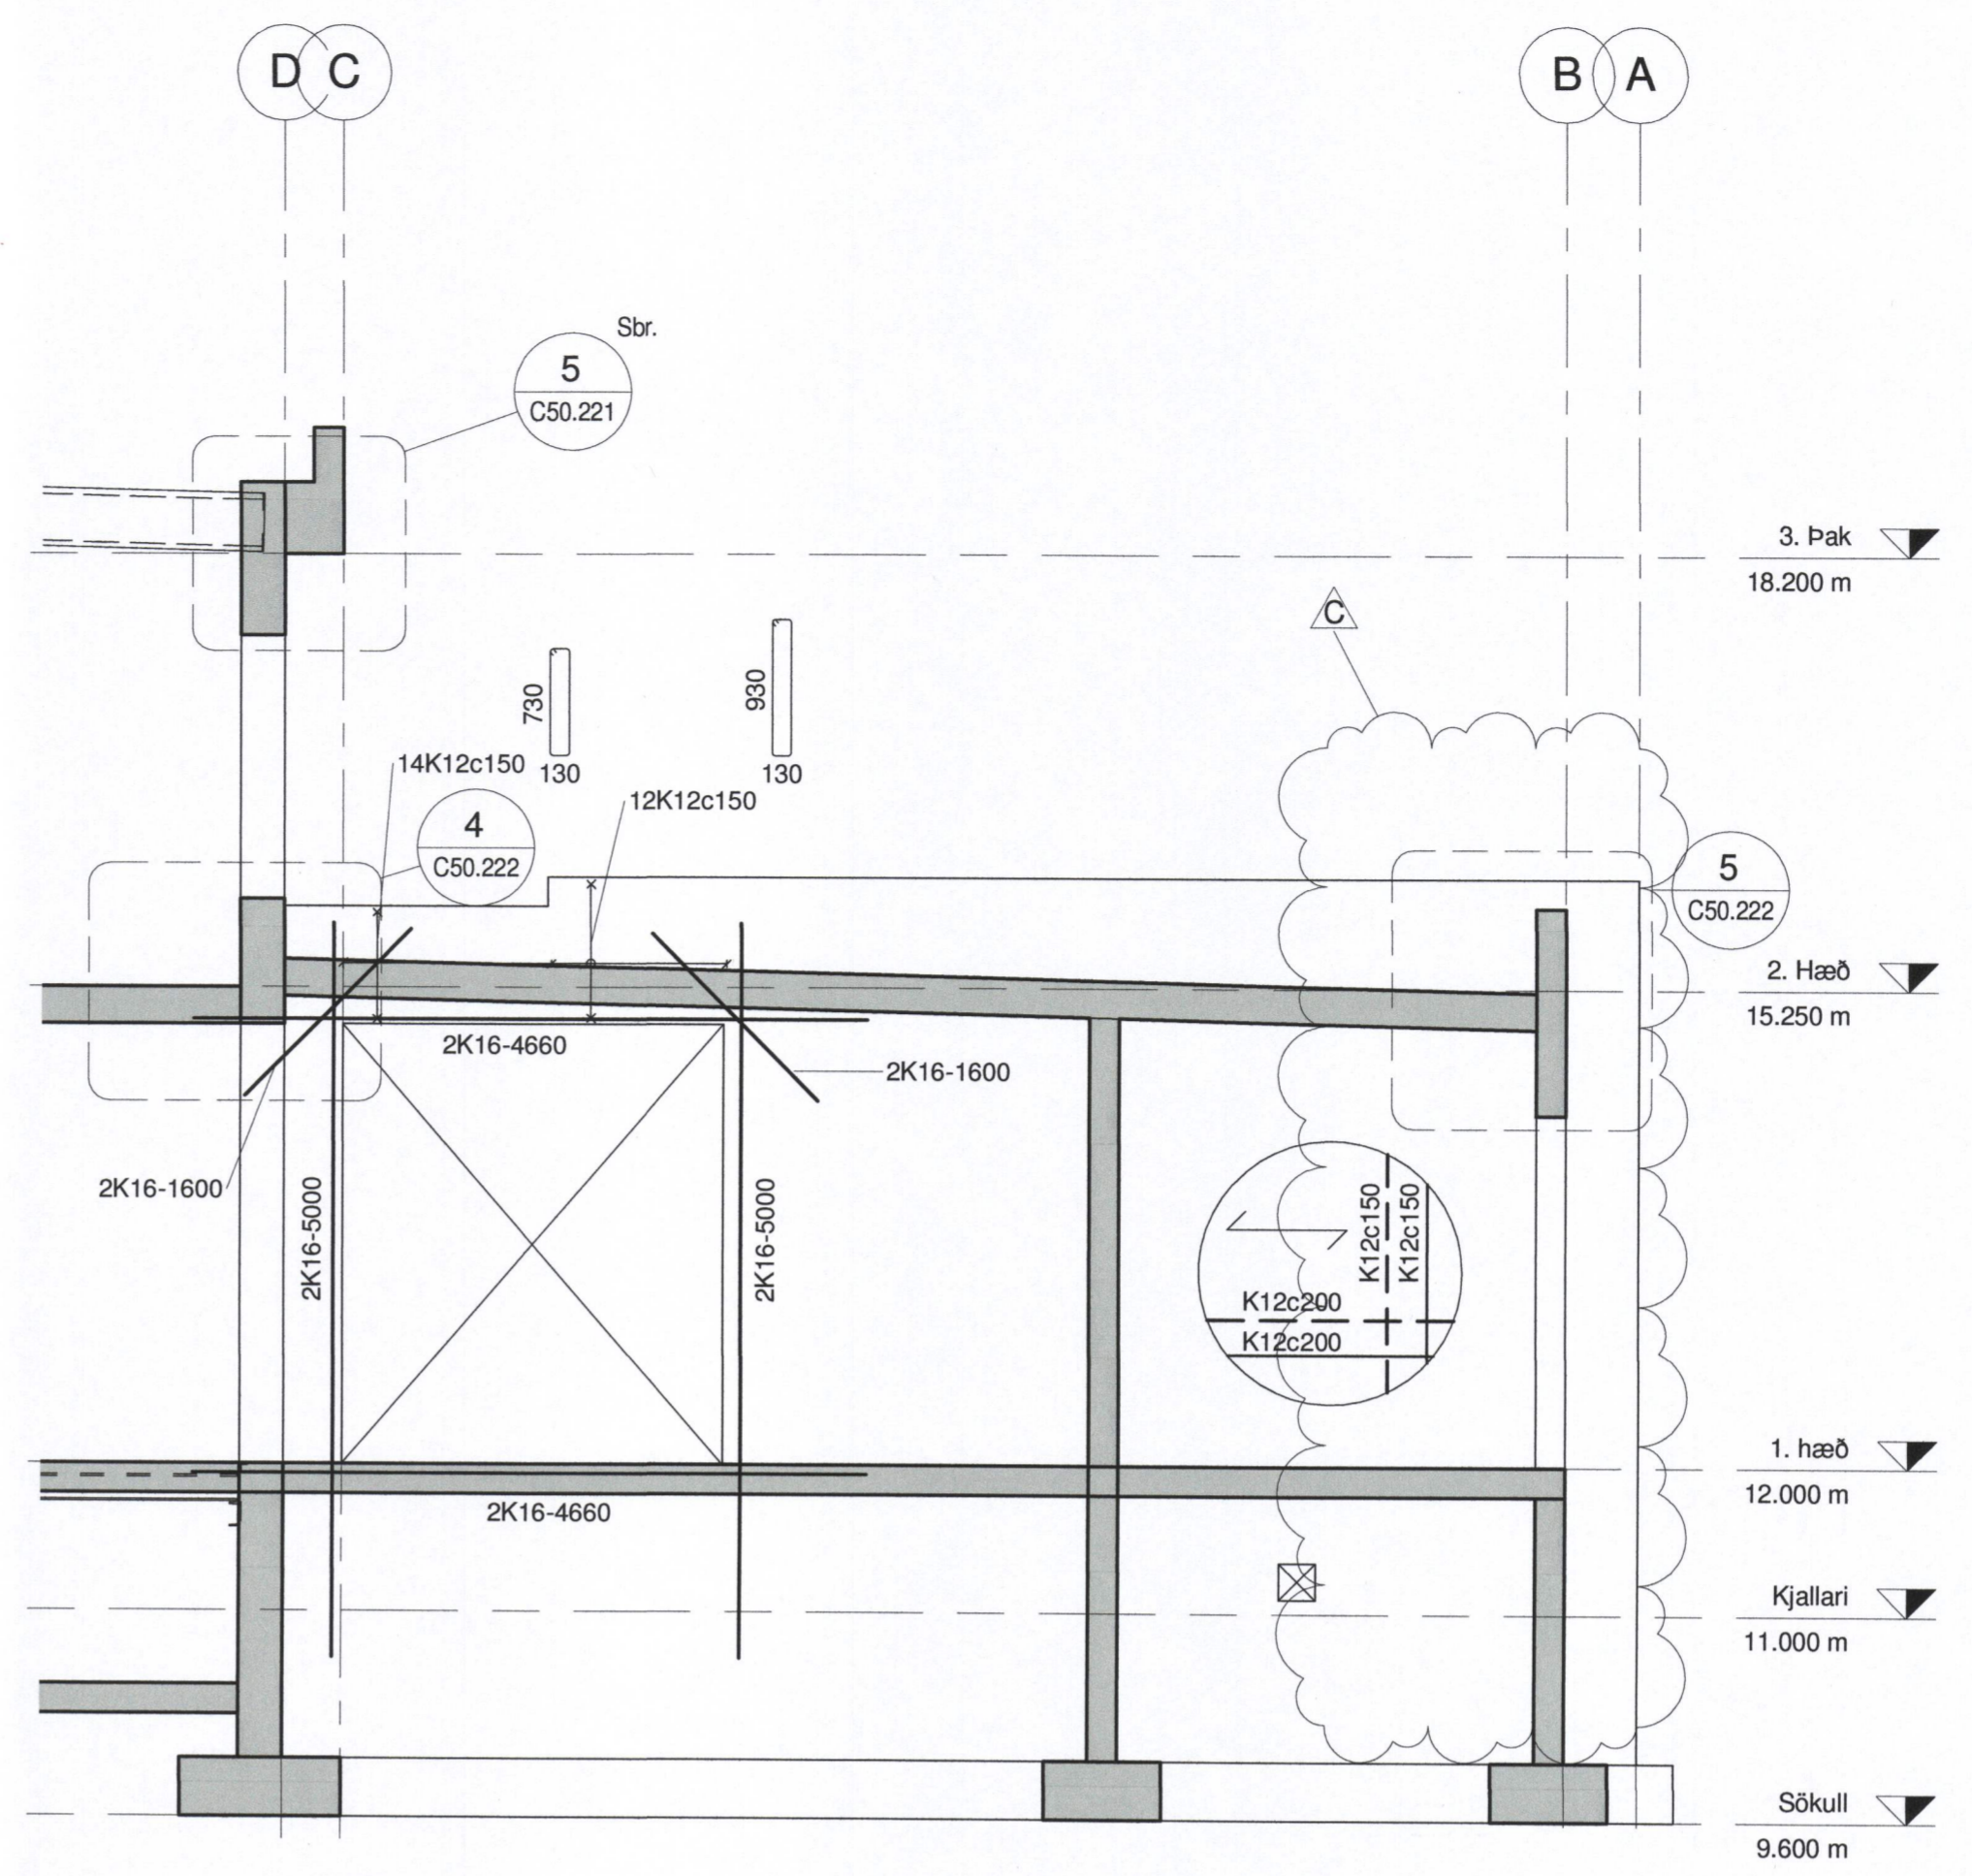 D C
B A
Sbr.
5
C50.221
3. Þak
18.200 m
C
730
130
930
130
14K12c150
12K12c150
4
C50.222
5
C50.222
2. Hæð
15.250 m
2K16-4660
2K16-1600
2K16-1600
2K16-5000
2K16-5000
K12c150
K12c150
K12c200
K12c200
1. hæð
12.000 m
2K16-4660
Kjallari
11.000 m
Sökull
9.600 m